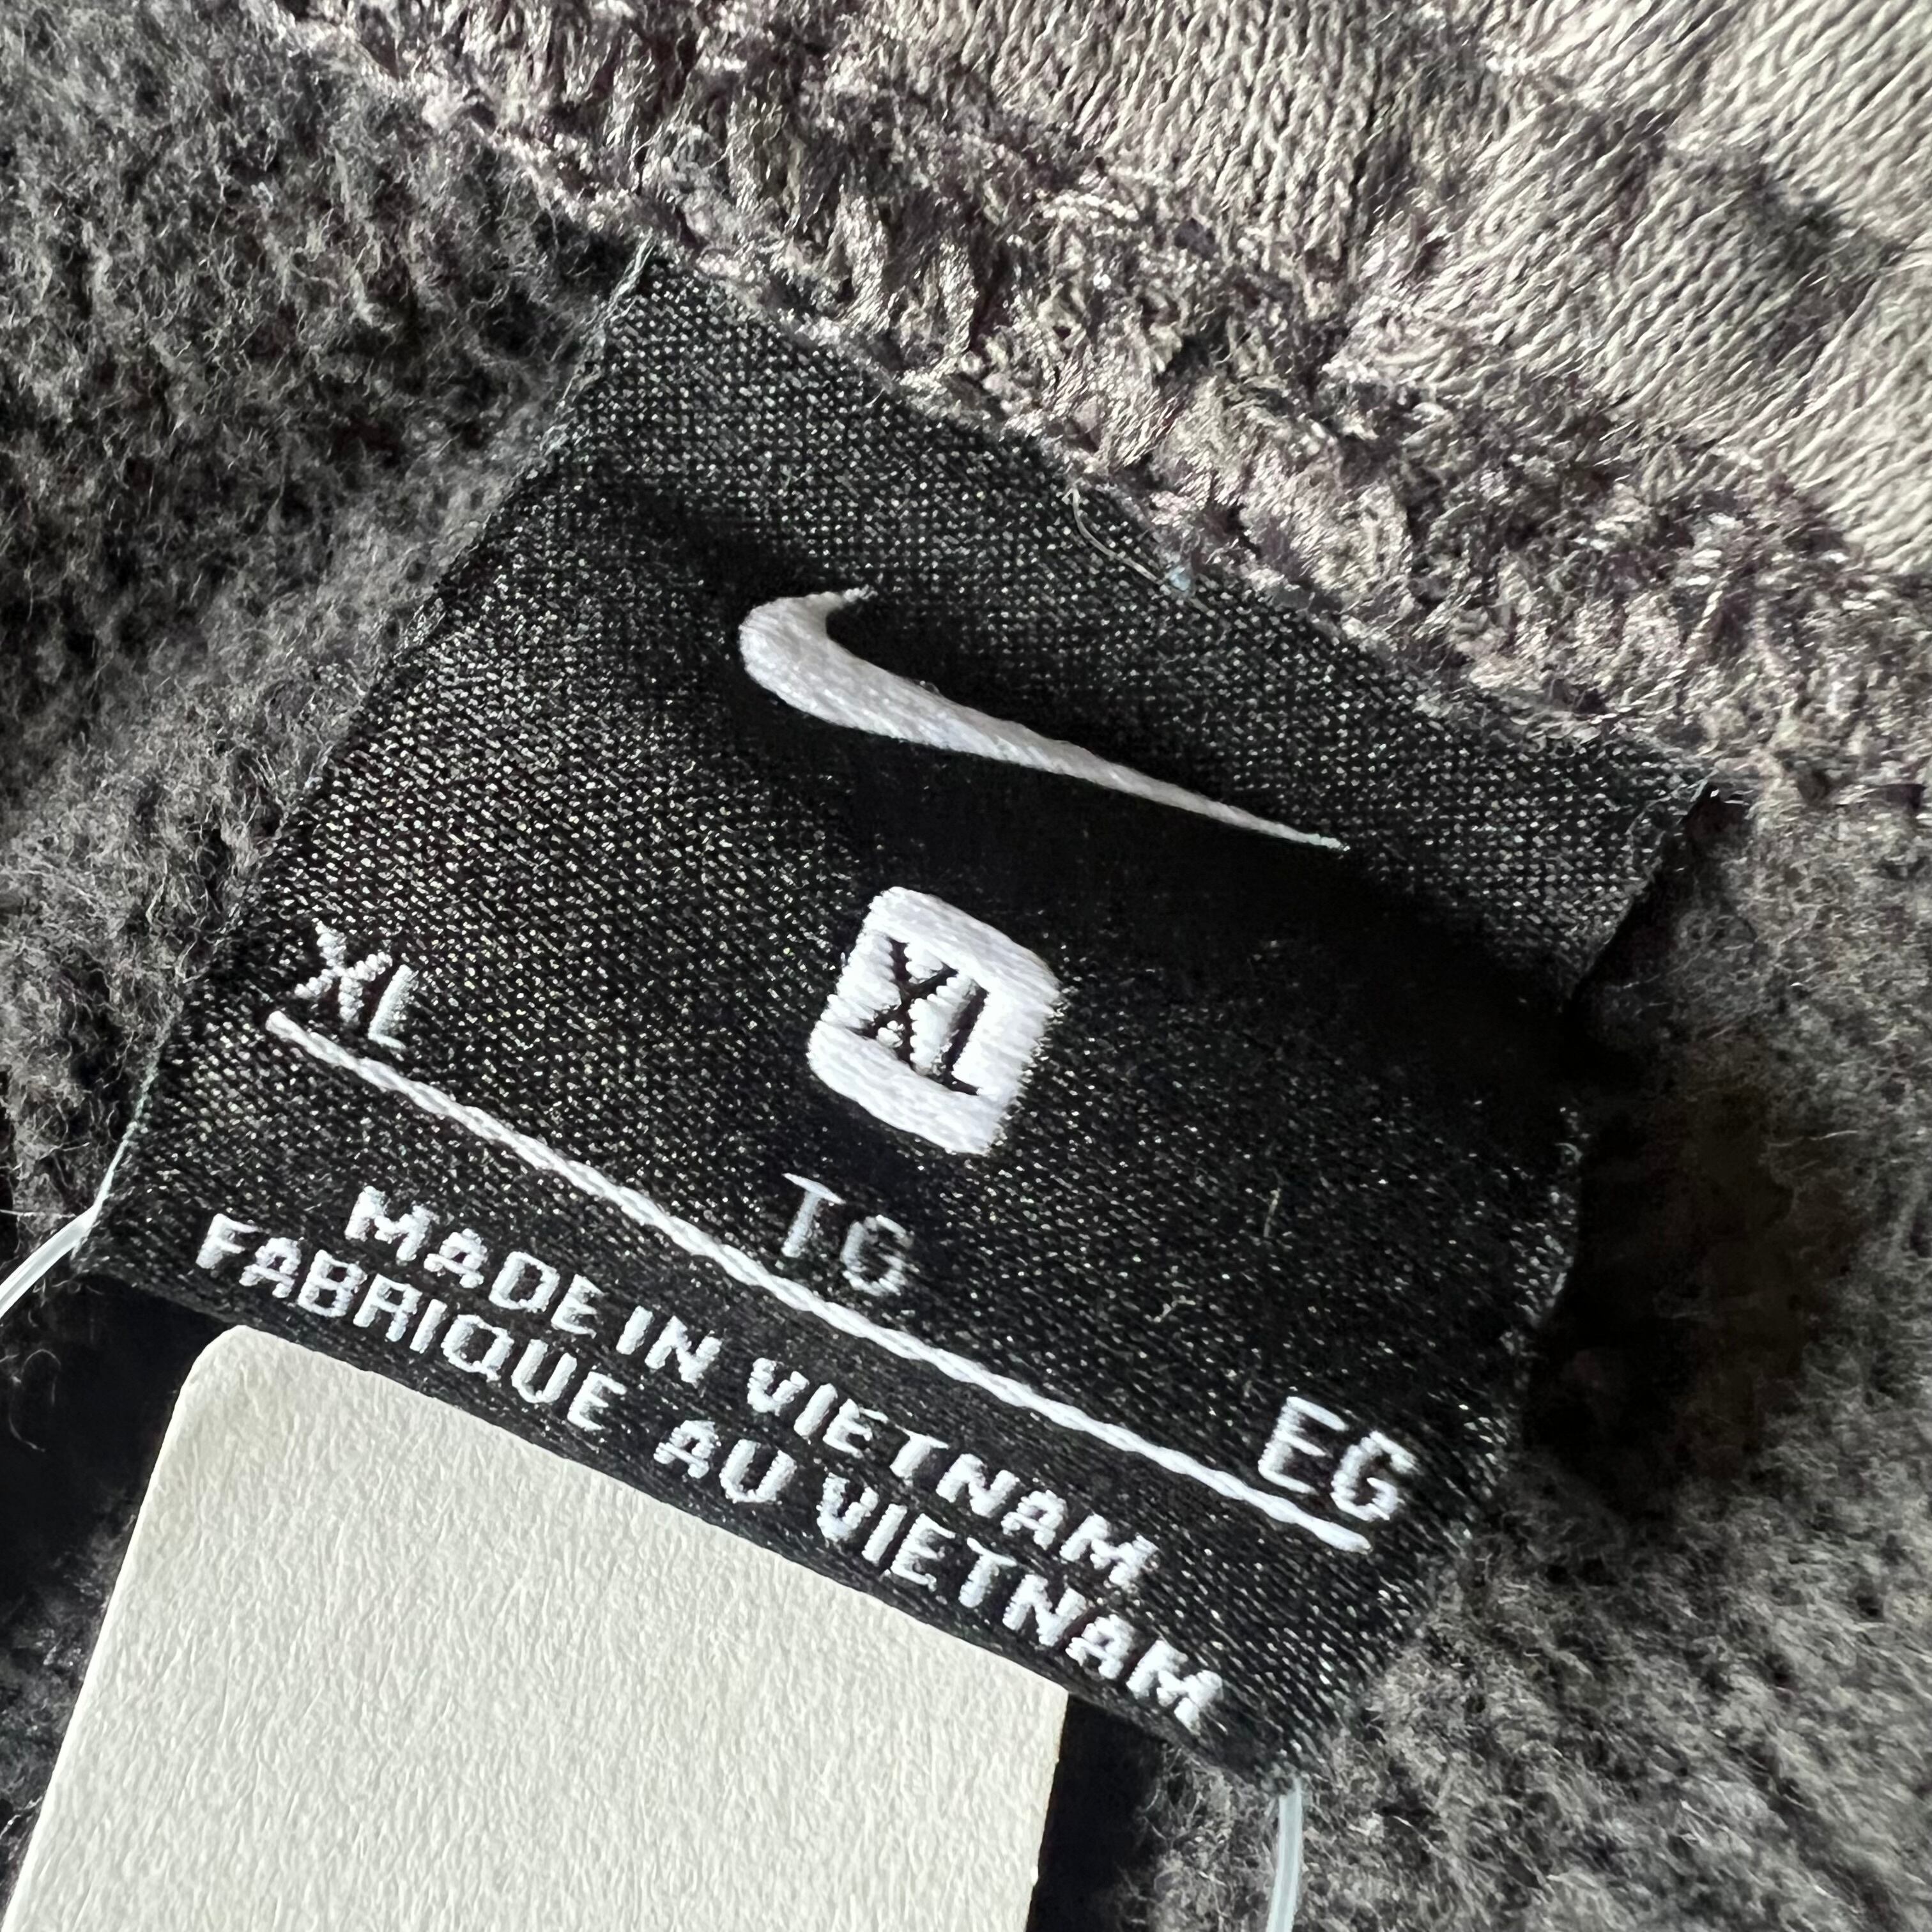 XL
XL TG EG
MADE IN VIETNAM
FABRIQUE AU VIETNAM